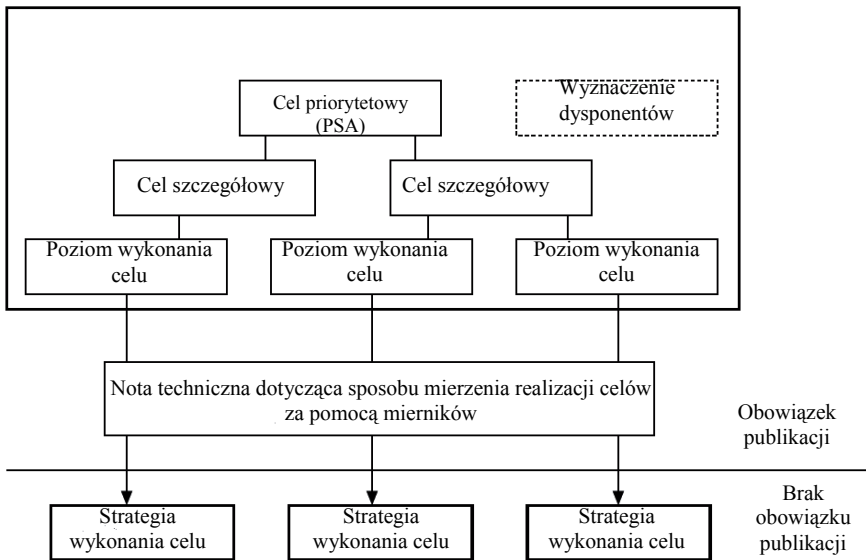 Cel priorytetowy
(PSA)
Wyznaczenie
dysponentów
Cel szczegółowy
Cel szczegółowy
Poziom wykonania
celu
Poziom wykonania
celu
Poziom wykonania
celu
Nota techniczna dotycząca sposobu mierzenia realizacji celów
za pomocą mierników
Obowiązek
publikacji
Strategia
wykonania celu
Strategia
wykonania celu
Strategia
wykonania celu
Brak
obowiązku
publikacji